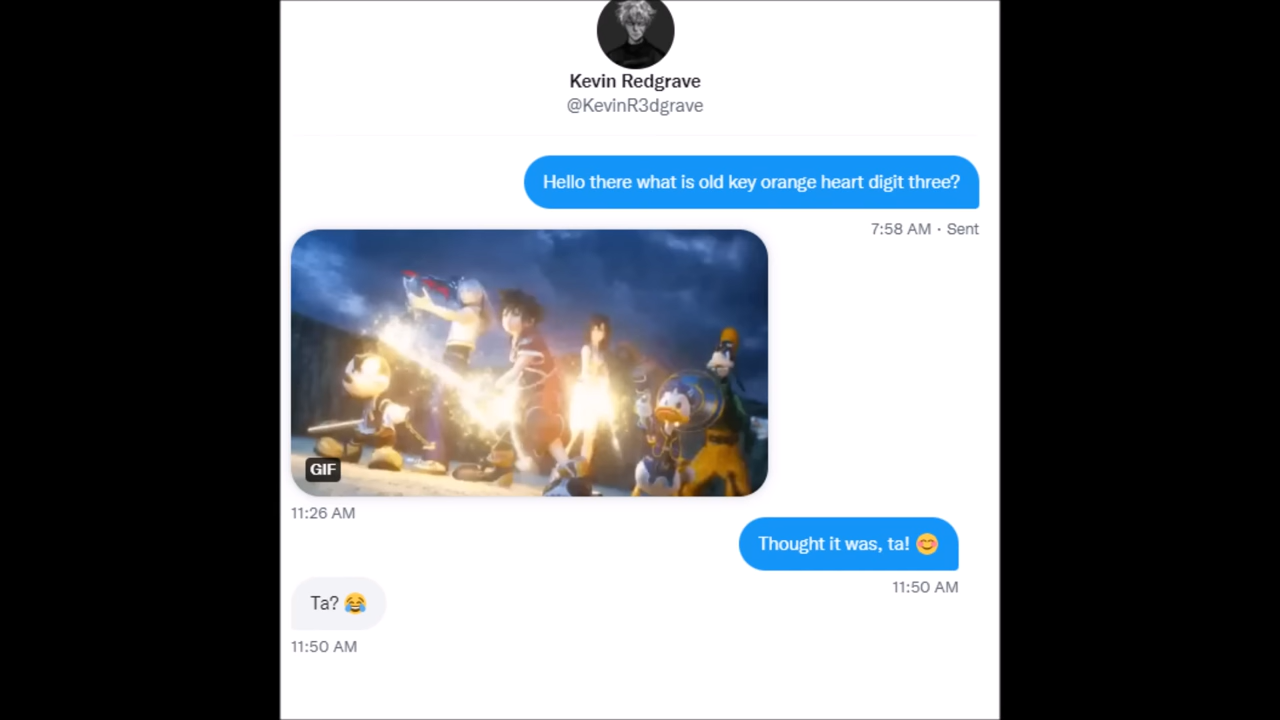 Kevin Redgrave
@KevinR3dgrave
Hello there what is old key orange heart digit three?
7:58 AM · Sent
GIF
11:26 AM
Thought it was, ta! 😊
11:50 AM
Ta? 😂
11:50 AM